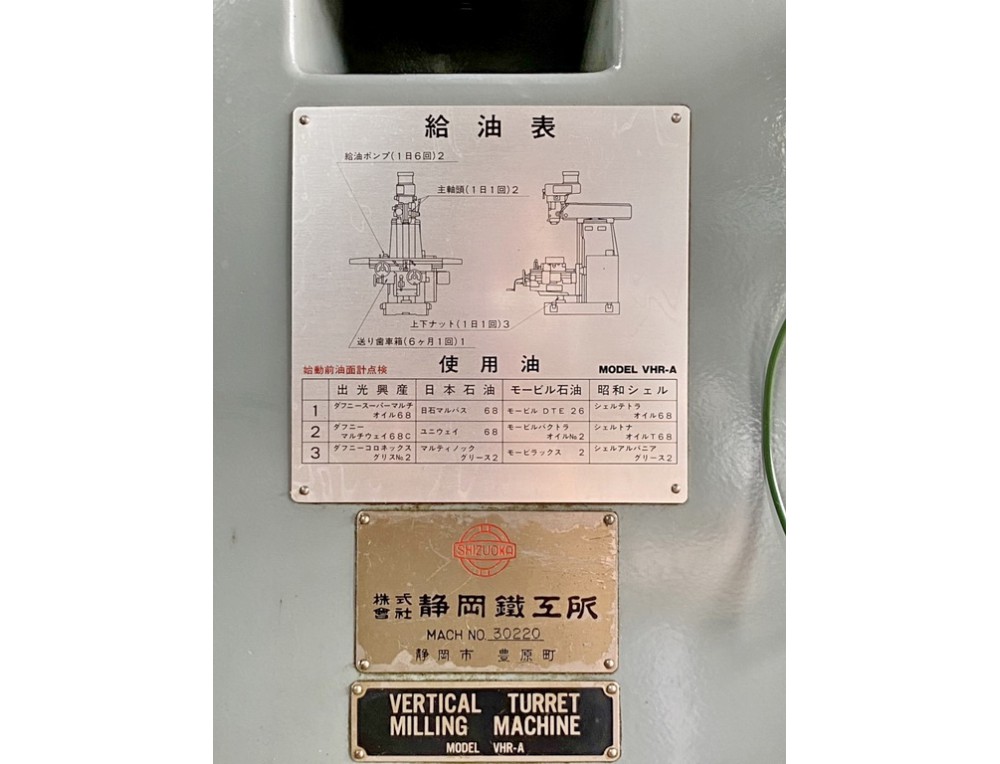 給油表
給油ポンプ(1日6回)2
主軸頭(1日1回)2
上下ナット(1日1回)3
送り歯車箱(6ヶ月1回)1
始動前油面計点検
使用油
MODEL VHR-A
出光興産 日本石油 モービル石油 昭和シェル
1 ダフニースーパーマルチオイル68 日石マルパス 68 モービル DTE 26 シェルテトラオイル68
2 ダフニーマルチウェイ68C ユニウェイ 68 モービルバクトラオイル№2 シェルトナオイルT68
3 ダフニーコロネックスグリス№2 マルティノックグリース2 モービラックス 2 シェルアルバニアグリース2
SHIZUOKA
株式會社 静岡鐵工所
MACH NO. 30220
静岡市 豊原町
VERTICAL TURRET
MILLING MACHINE
MODEL VHR-A